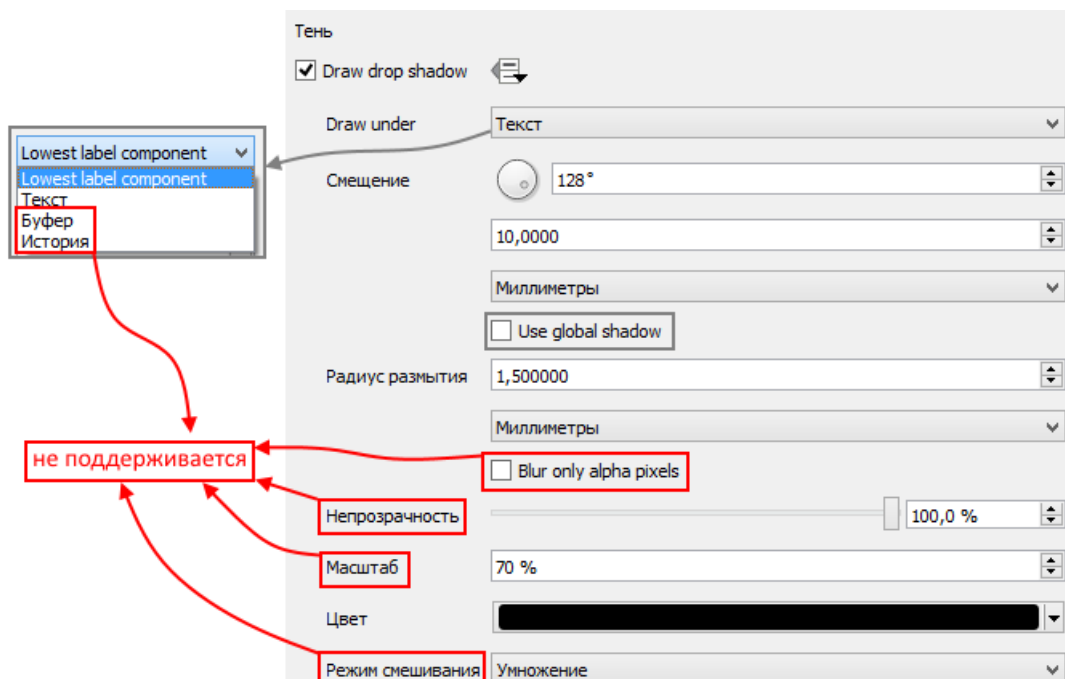 Тень
Draw drop shadow
Draw under
Текст
Lowest label component
Lowest label component
Текст
Буфер
История
Смещение
128°
10,0000
Миллиметры
Use global shadow
Радиус размытия
1,500000
Миллиметры
не поддерживается
Blur only alpha pixels
Непрозрачность
100,0 %
Масштаб
70 %
Цвет
Режим смешивания
Умножение